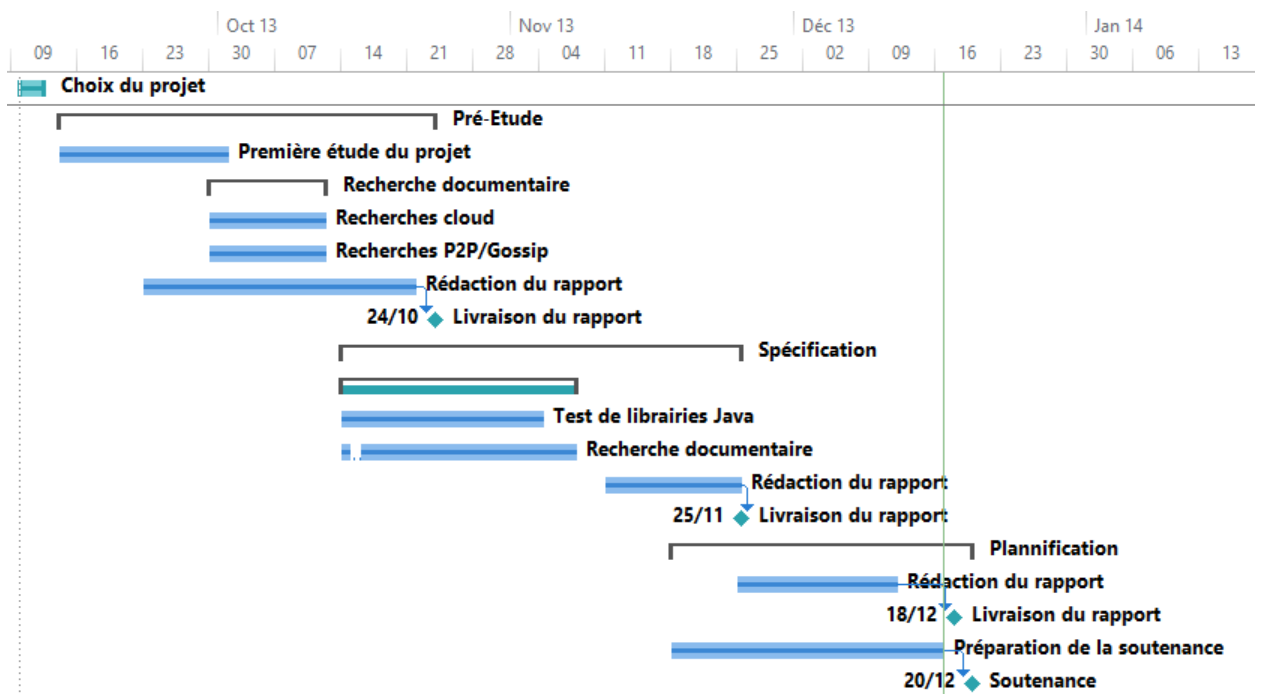 Oct 13 Nov 13 Déc 13 Jan 14
09 16 23 30 07 14 21 28 04 11 18 25 02 09 16 23 30 06 13
Choix du projet
Pré-Etude
Première étude du projet
Recherche documentaire
Recherches cloud
Recherches P2P/Gossip
Rédaction du rapport
24/10 Livraison du rapport
Spécification
Test de librairies Java
Recherche documentaire
Rédaction du rapport
25/11 Livraison du rapport
Plannification
Rédaction du rapport
18/12 Livraison du rapport
Préparation de la soutenance
20/12 Soutenance